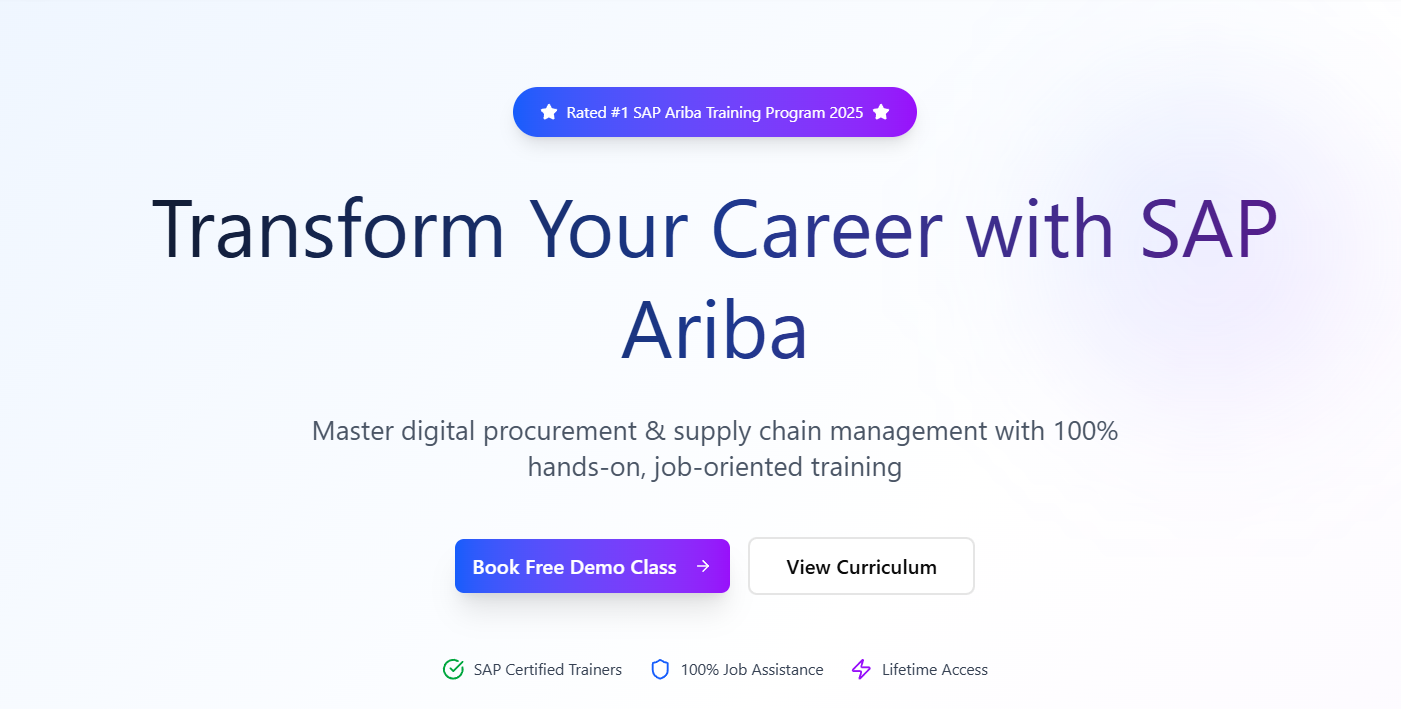 Rated #1 SAP Ariba Training Program 2025
Transform Your Career with SAP
Ariba
Master digital procurement & supply chain management with 100%
hands-on, job-oriented training
Book Free Demo Class
View Curriculum
SAP Certified Trainers
100% Job Assistance
Lifetime Access